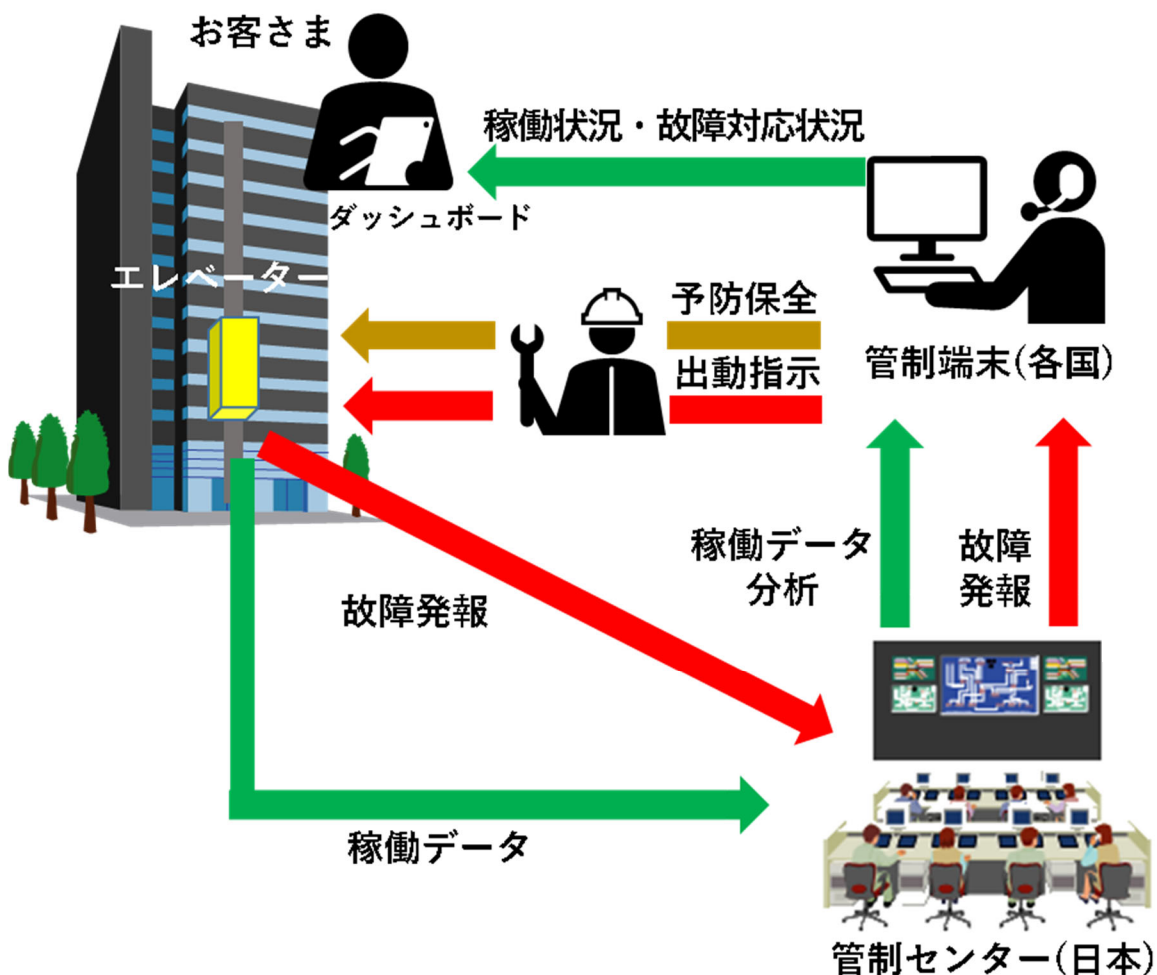 お客さま
稼働状況・故障対応状況
ダッシュボード
エレベーター
予防保全
出動指示
管制端末(各国)
稼働データ
分析
故障
発報
故障発報
稼働データ
管制センター(日本)